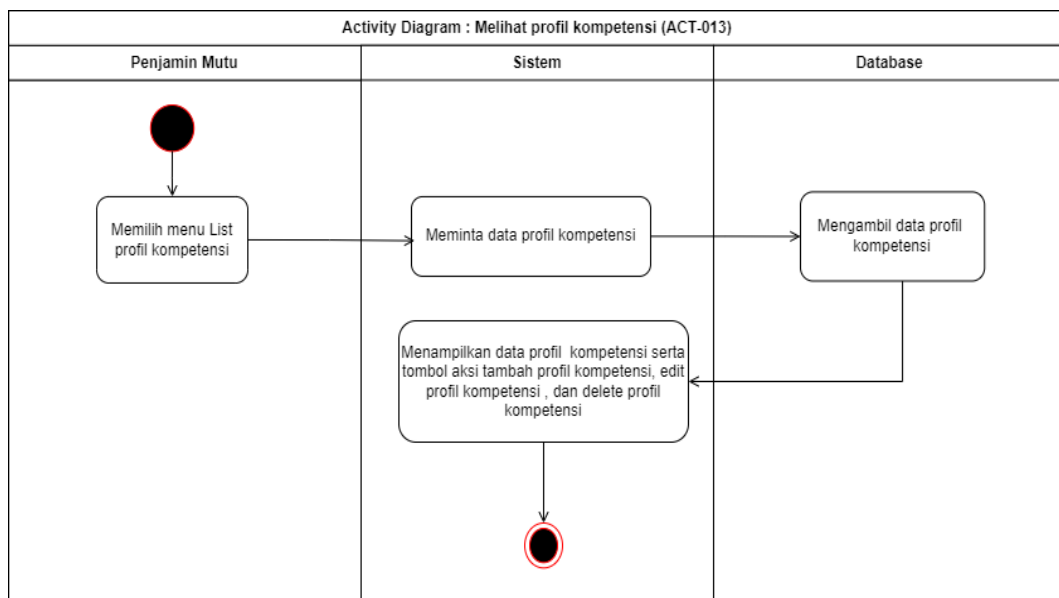 Activity Diagram : Melihat profil kompetensi (ACT-013)
Penjamin Mutu
Sistem
Database
Memilih menu List
profil kompetensi
Meminta data profil kompetensi
Mengambil data profil
kompetensi
Menampilkan data profil kompetensi serta
tombol aksi tambah profil kompetensi, edit
profil kompetensi , dan delete profil
kompetensi